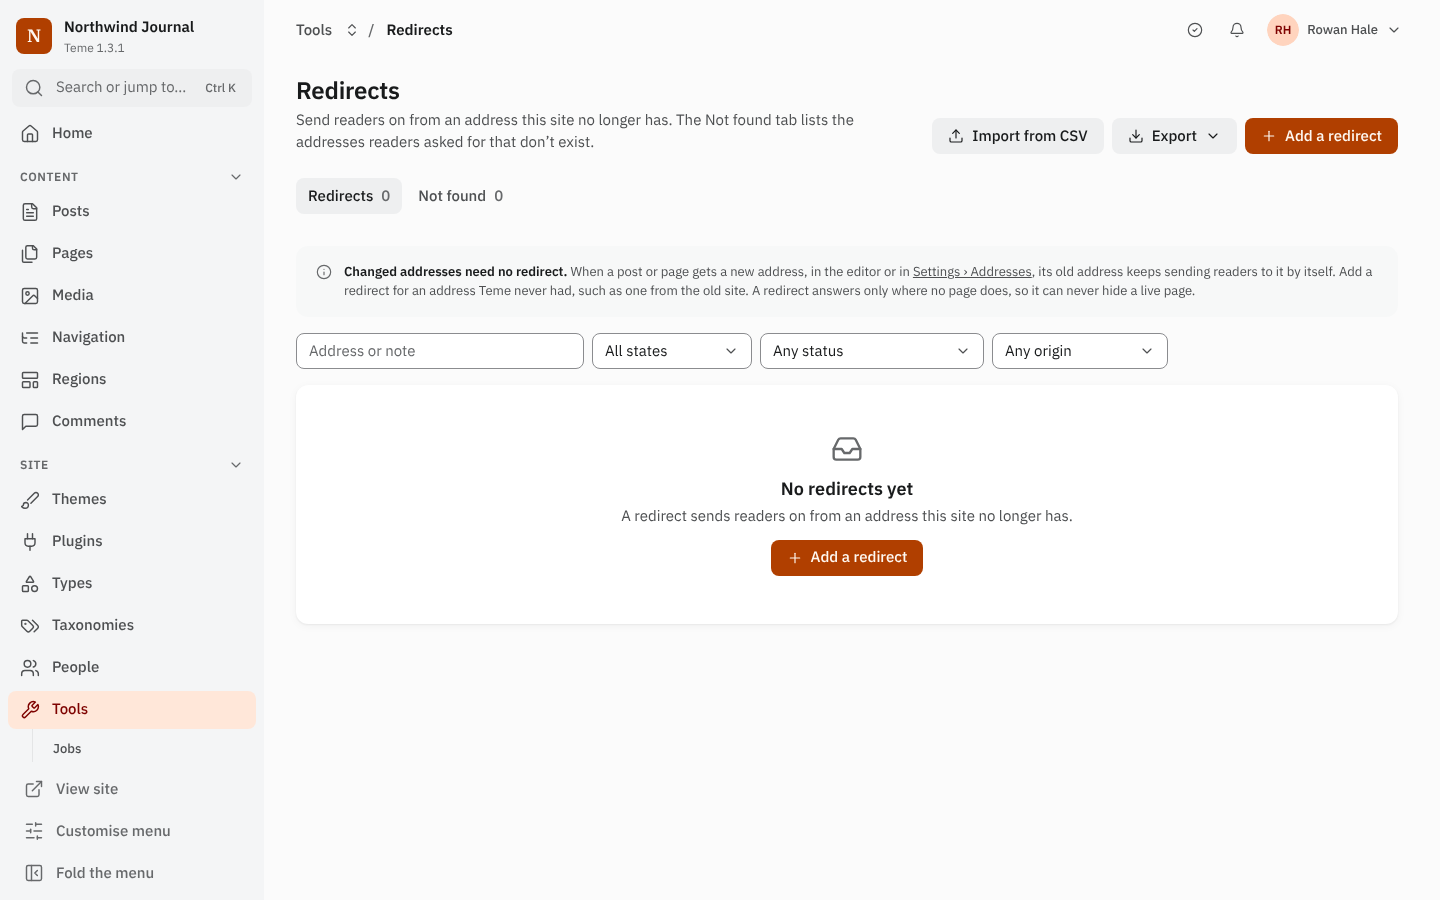 N
Northwind Journal
Teme 1.3.1
Search or jump to...
Ctrl K
Home
CONTENT
Posts
Pages
Media
Navigation
Regions
Comments
SITE
Themes
Plugins
Types
Taxonomies
People
Tools
Jobs
View site
Customise menu
Fold the menu
Tools / Redirects
RH Rowan Hale
Redirects
Send readers on from an address this site no longer has. The Not found tab lists the
addresses readers asked for that don’t exist.
Import from CSV
Export
Add a redirect
Redirects 0
Not found 0
Changed addresses need no redirect. When a post or page gets a new address, in the editor or in Settings › Addresses, its old address keeps sending readers to it by itself. Add a
redirect for an address Teme never had, such as one from the old site. A redirect answers only where no page does, so it can never hide a live page.
Address or note
All states
Any status
Any origin
No redirects yet
A redirect sends readers on from an address this site no longer has.
Add a redirect